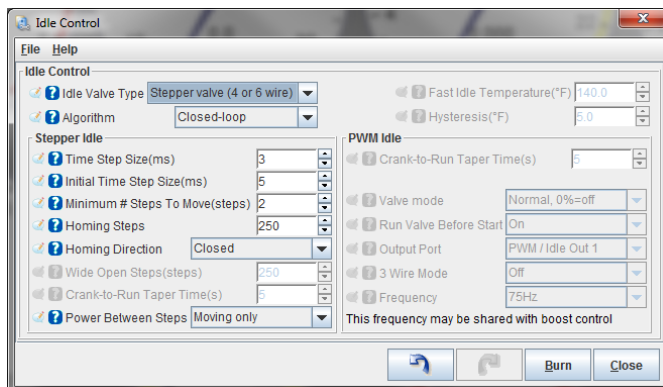 Idle Control
File Help
Idle Control
Idle Valve Type Stepper valve (4 or 6 wire)
Fast Idle Temperature(°F) 140.0
Algorithm Closed-loop
Hysteresis(°F) 5.0
Stepper Idle
Time Step Size(ms) 3
Initial Time Step Size(ms) 5
Minimum # Steps To Move(steps) 2
Homing Steps 250
Homing Direction Closed
Wide Open Steps(steps) 250
Crank-to-Run Taper Time(s) 5
Power Between Steps Moving only
PWM Idle
Crank-to-Run Taper Time(s) 5
Valve mode Normal, 0%=off
Run Valve Before Start On
Output Port PWM / Idle Out 1
3 Wire Mode Off
Frequency 75Hz
This frequency may be shared with boost control
Burn Close